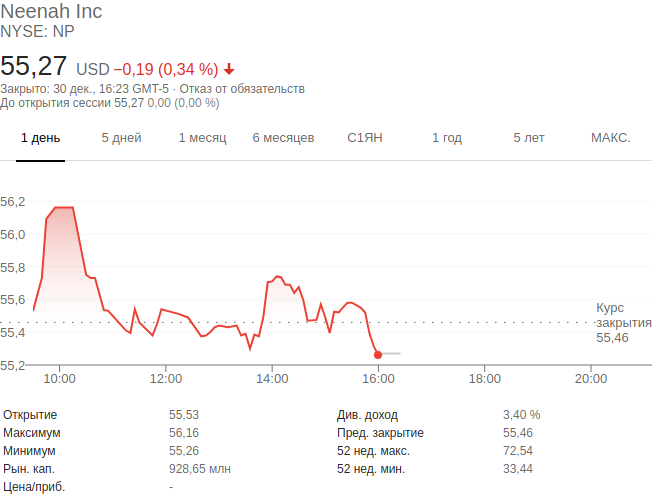 Neenah Inc
NYSE: NP
55,27 USD −0,19 (0,34 %)
Закрыто: 30 дек., 16:23 GMT-5 · Отказ от обязательств
До открытия сессии 55,27 0,00 (0,00 %)
1 день 5 дней 1 месяц 6 месяцев С1ЯН 1 год 5 лет МАКС.
56,2
56,0
55,8
55,6
Курс
55,4 закрытия
55,46
55,2
10:00 12:00 14:00 16:00 18:00 20:00
Открытие 55,53 Див. доход 3,40 %
Максимум 56,16 Пред. закрытие 55,46
Минимум 55,26 52 нед. макс. 72,54
Рын. кап. 928,65 млн 52 нед. мин. 33,44
Цена/приб. -